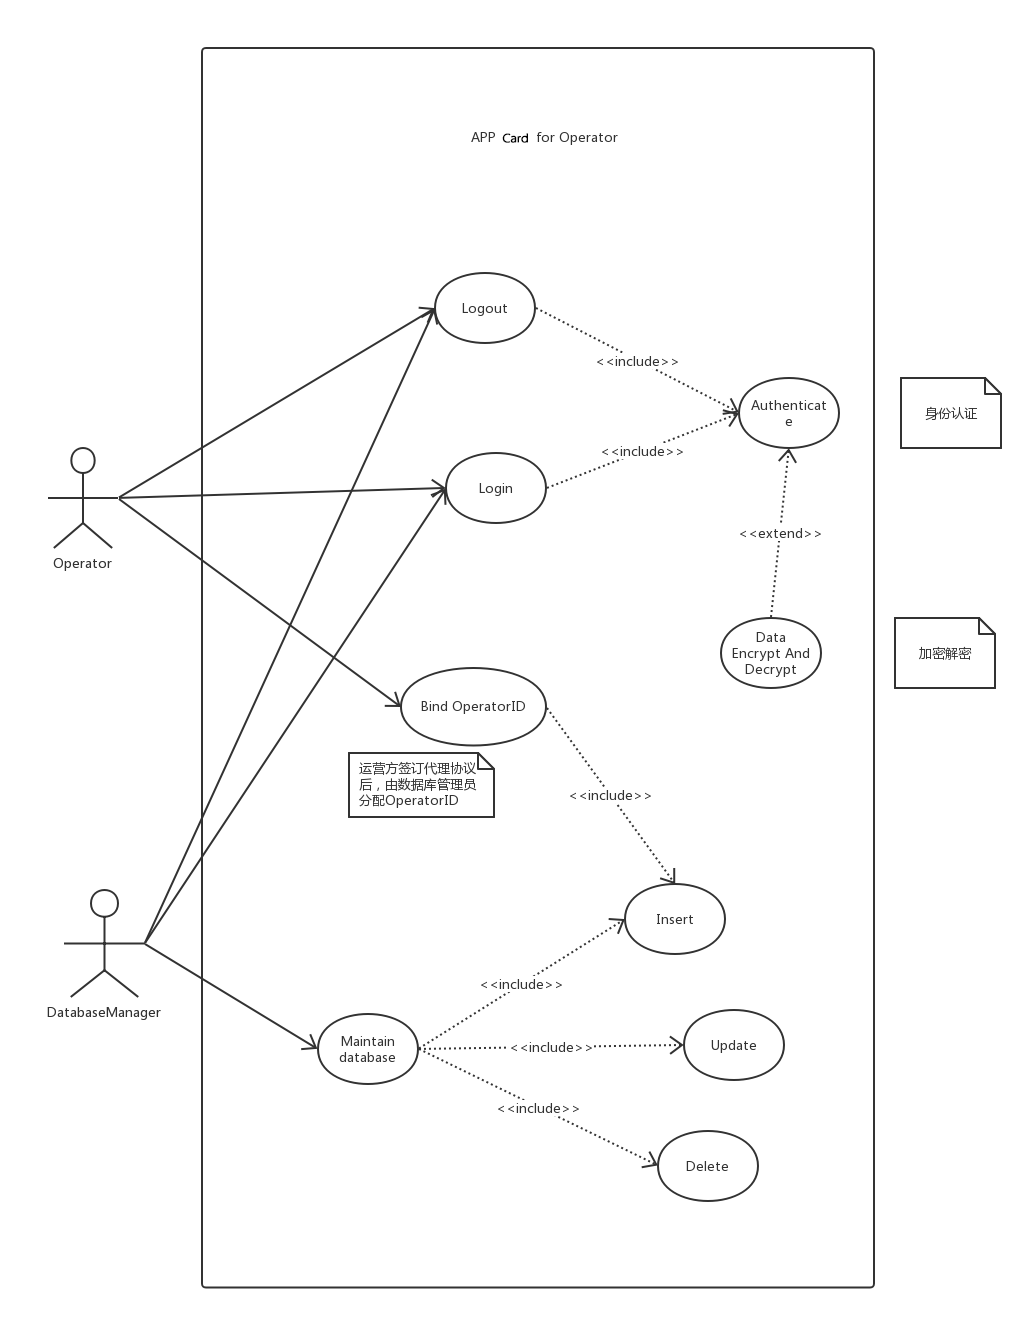 APP Card for Operator
Logout
<<include>>
Authenticat
e
身份认证
<<include>>
Login
Operator
<<extend>>
Data
Encrypt And
Decrypt
加密解密
Bind OperatorID
运营方签订代理协议
后，由数据库管理员
分配OperatorID
<<include>>
Insert
<<include>>
DatabaseManager
Maintain
database
<<include>>
Update
<<include>>
Delete